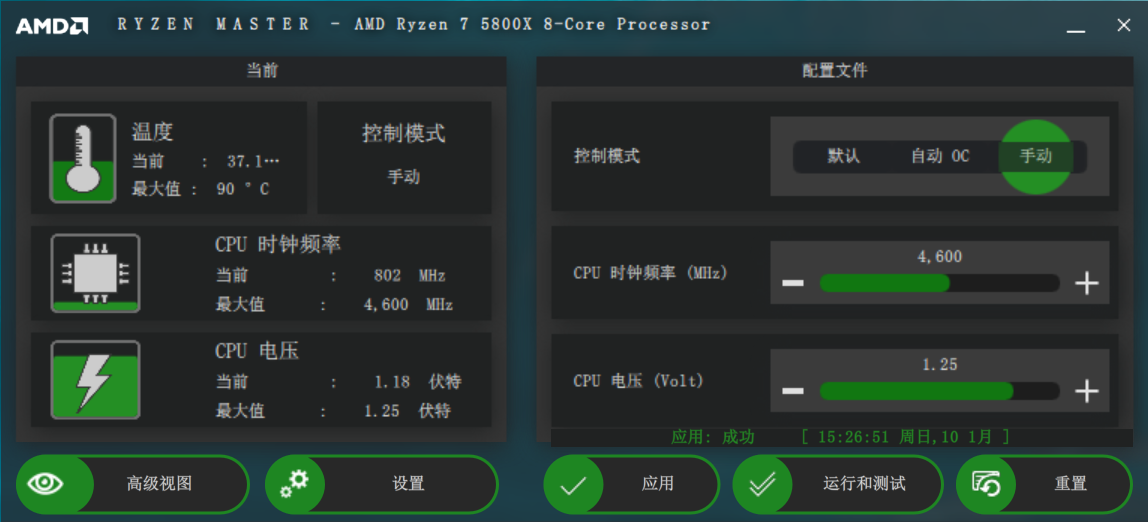 AMD RYZEN MASTER - AMD Ryzen 7 5800X 8-Core Processor
当前
温度
当前 : 37.1…
最大值 : 90 °C
控制模式
手动
CPU 时钟频率
当前 : 802 MHz
最大值 : 4,600 MHz
CPU 电压
当前 : 1.18 伏特
最大值 : 1.25 伏特
配置文件
控制模式 默认 自动 OC 手动
4,600
CPU 时钟频率 (MHz)
1.25
CPU 电压 (Volt)
应用: 成功 [ 15:26:51 周日,10 1月 ]
高级视图 设置 应用 运行和测试 重置